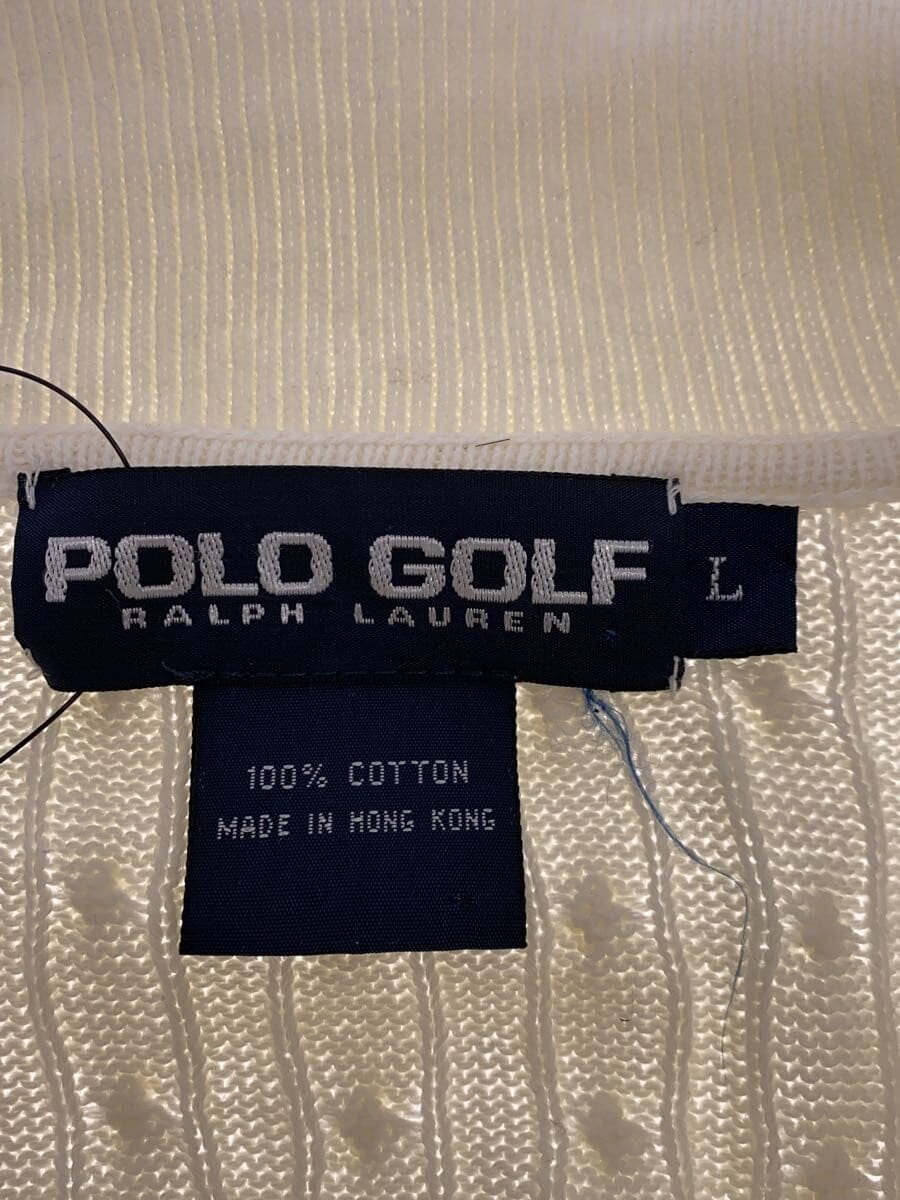 POLO GOLF
RALPH LAUREN
L
100% COTTON
MADE IN HONG KONG